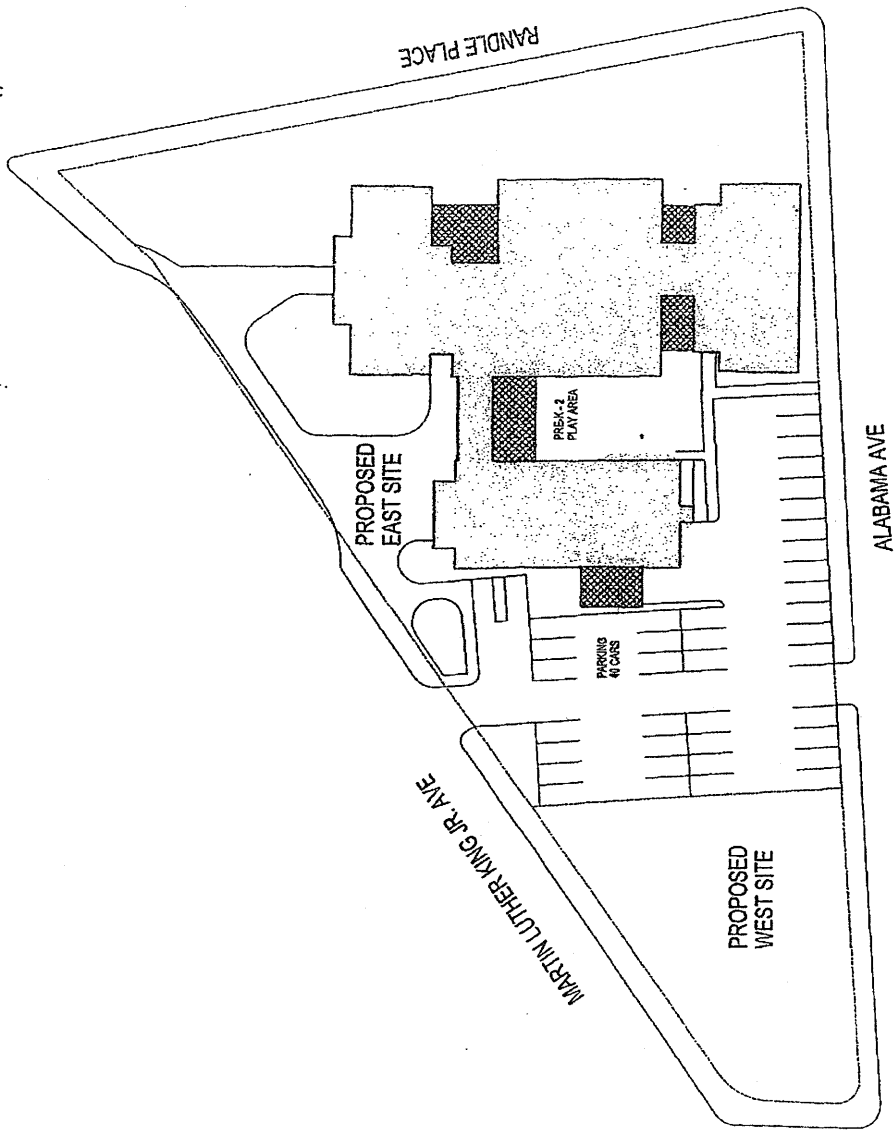 RANDLE PLACE
PROPOSED
EAST SITE
PRE-K - 2
PLAY AREA
PARKING
40 CARS
MARTIN LUTHER KING JR. AVE
PROPOSED
WEST SITE
ALABAMA AVE